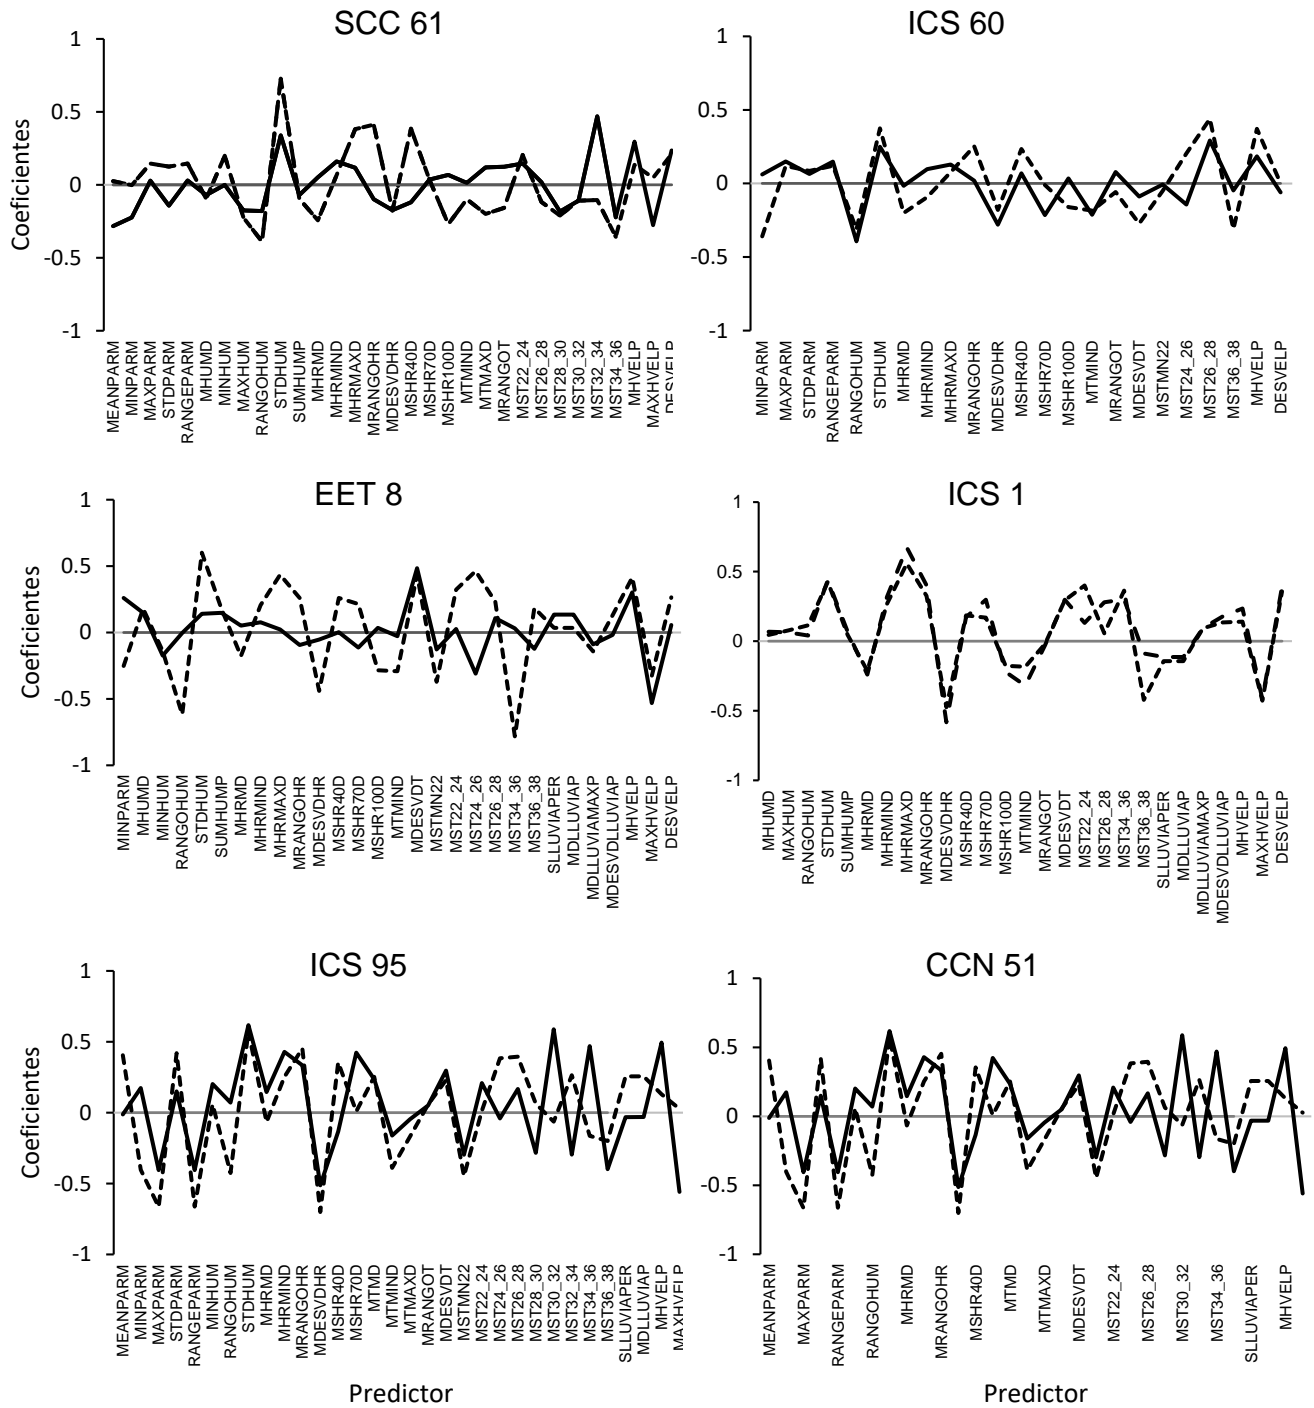 SCC 61
1
0.5
0
-0.5
-1
Coeficientes
MEANPARM
MINPARM
MAXPARM
STDPARM
RANGEPARM
MHUMD
MINHUM
MAXHUM
RANGOHUM
STDHUM
SUMHUMP
MHRMD
MHRMIND
MHRMAXD
MRANGOHR
MDESVDHR
MSHR40D
MSHR70D
MSHR100D
MTMIND
MTMAXD
MRANGOT
MST22_24
MST26_28
MST28_30
MST30_32
MST32_34
MST34_36
MHVELP
MAXHVELP
DESVELP
ICS 60
1
0.5
0
-0.5
-1
MINPARM
MAXPARM
STDPARM
RANGEPARM
RANGOHUM
STDHUM
MHRMD
MHRMIND
MHRMAXD
MRANGOHR
MDESVDHR
MSHR40D
MSHR70D
MSHR100D
MTMIND
MRANGOT
MDESVDT
MSTMN22
MST24_26
MST26_28
MST36_38
MHVELP
DESVELP
EET 8
1
0.5
0
-0.5
-1
Coeficientes
MINPARM
MHUMD
MINHUM
RANGOHUM
STDHUM
SUMHUMP
MHRMD
MHRMIND
MHRMAXD
MRANGOHR
MDESVDHR
MSHR40D
MSHR70D
MSHR100D
MTMIND
MDESVDT
MSTMN22
MST22_24
MST24_26
MST26_28
MST34_36
MST36_38
SLLUVIAPER
MDLLUVIAP
MDLLUVIAMAXP
MDESVDLLUVIAP
MHVELP
MAXHVELP
DESVELP
ICS 1
1
0.5
0
-0.5
-1
MHUMD
MAXHUM
RANGOHUM
STDHUM
SUMHUMP
MHRMD
MHRMIND
MHRMAXD
MRANGOHR
MDESVDHR
MSHR40D
MSHR70D
MSHR100D
MTMIND
MRANGOT
MDESVDT
MST22_24
MST26_28
MST34_36
MST36_38
SLLUVIAPER
MDLLUVIAP
MDLLUVIAMAXP
MDESVDLLUVIAP
MHVELP
MAXHVELP
DESVELP
ICS 95
1
0.5
0
-0.5
-1
Coeficientes
MEANPARM
MINPARM
MAXPARM
STDPARM
RANGEPARM
MINHUM
RANGOHUM
STDHUM
MHRMD
MHRMIND
MRANGOHR
MDESVDHR
MSHR40D
MSHR70D
MTMD
MTMIND
MTMAXD
MRANGOT
MDESVDT
MSTMN22
MST22_24
MST24_26
MST26_28
MST28_30
MST30_32
MST32_34
MST34_36
MST36_38
SLLUVIAPER
MDLLUVIAP
MHVELP
MAXHVELP
Predictor
CCN 51
1
0.5
0
-0.5
-1
MEANPARM
MAXPARM
RANGEPARM
RANGOHUM
MHRMD
MRANGOHR
MSHR40D
MTMD
MTMAXD
MDESVDT
MST22_24
MST26_28
MST30_32
MST34_36
SLLUVIAPER
MHVELP
Predictor